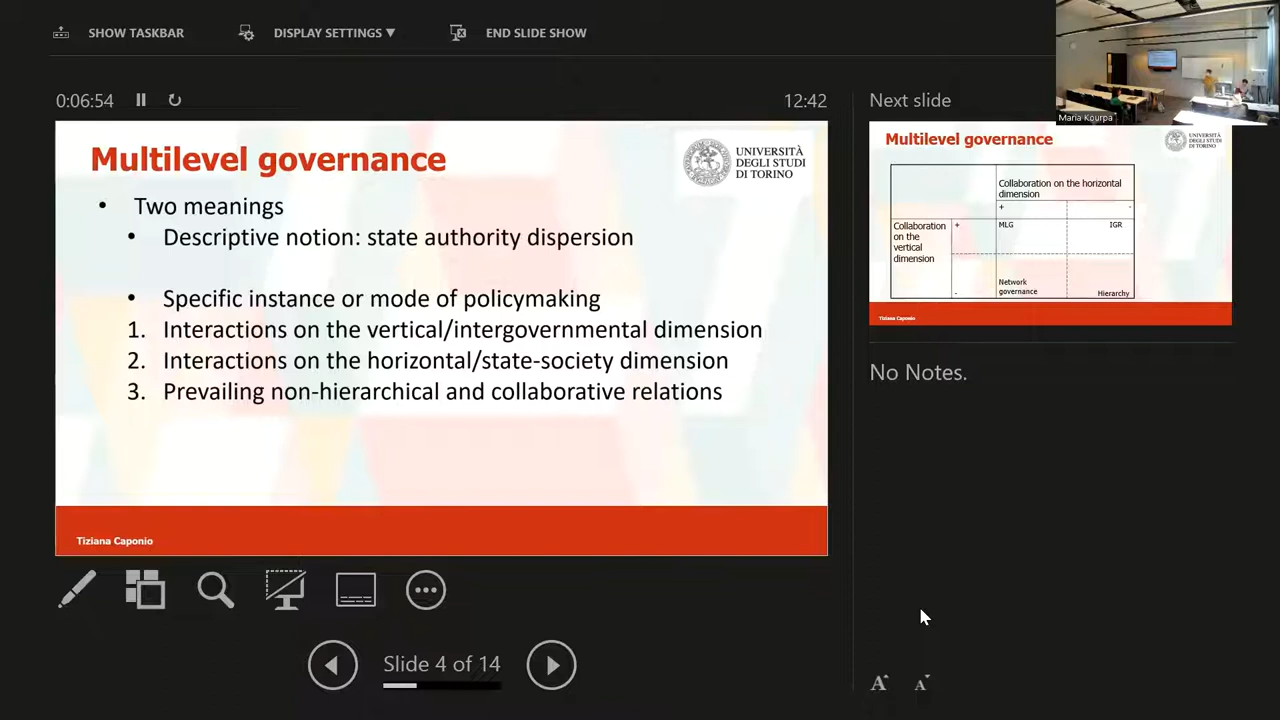 SHOW TASKBAR
DISPLAY SETTINGS ▼
END SLIDE SHOW
Maria Kourpa
0:06:54
12:42
Next slide
Multilevel governance
UNIVERSITÀ
DEGLI STUDI
DI TORINO
• Two meanings
• Descriptive notion: state authority dispersion
• Specific instance or mode of policymaking
1. Interactions on the vertical/intergovernmental dimension
2. Interactions on the horizontal/state-society dimension
3. Prevailing non-hierarchical and collaborative relations
Tiziana Caponio
Multilevel governance
UNIVERSITÀ
DEGLI STUDI
DI TORINO
Collaboration on the horizontal
dimension
+ -
Collaboration
on the
vertical
dimension
+ MLG IGR
- Network
governance
Hierarchy
Tiziana Caponio
No Notes.
Slide 4 of 14
A A